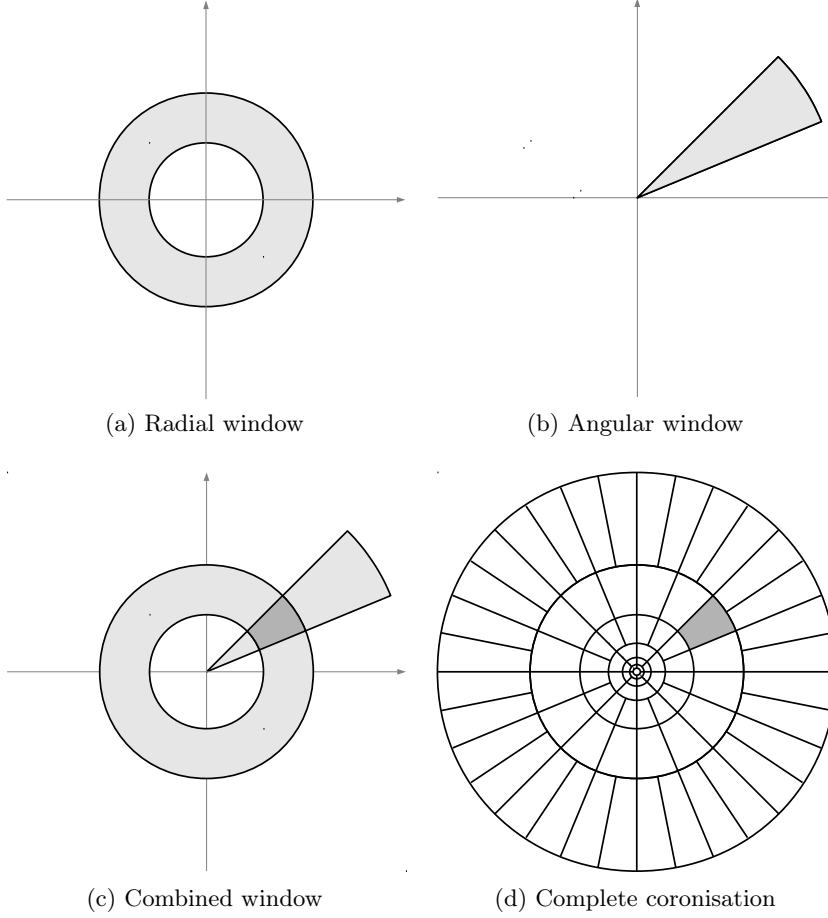 (a) Radial window
(b) Angular window
(c) Combined window
(d) Complete coronisation